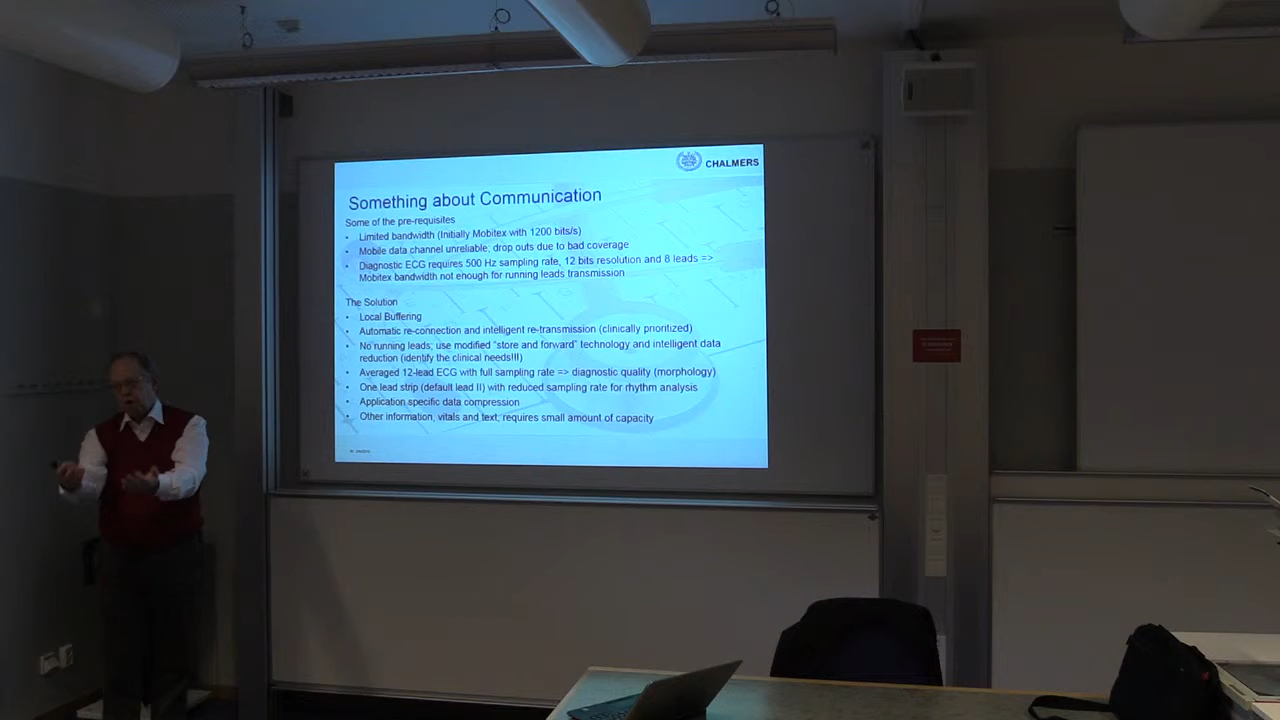 CHALMERS
Something about Communication
Some of the pre-requisites
• Limited bandwidth (Initially Mobitex with 1200 bits/s)
• Mobile data channel unreliable; drop outs due to bad coverage
• Diagnostic ECG requires 500 Hz sampling rate, 12 bits resolution and 8 leads =>
Mobitex bandwidth not enough for running leads transmission
The Solution
• Local Buffering
• Automatic re-connection and intelligent re-transmission (clinically prioritized)
• No running leads; use modified "store and forward" technology and intelligent data
reduction (identify the clinical needs!!!)
• Averaged 12-lead ECG with full sampling rate => diagnostic quality (morphology)
• One lead strip (default lead II) with reduced sampling rate for rhythm analysis
• Application specific data compression
• Other information, vitals and text, requires small amount of capacity